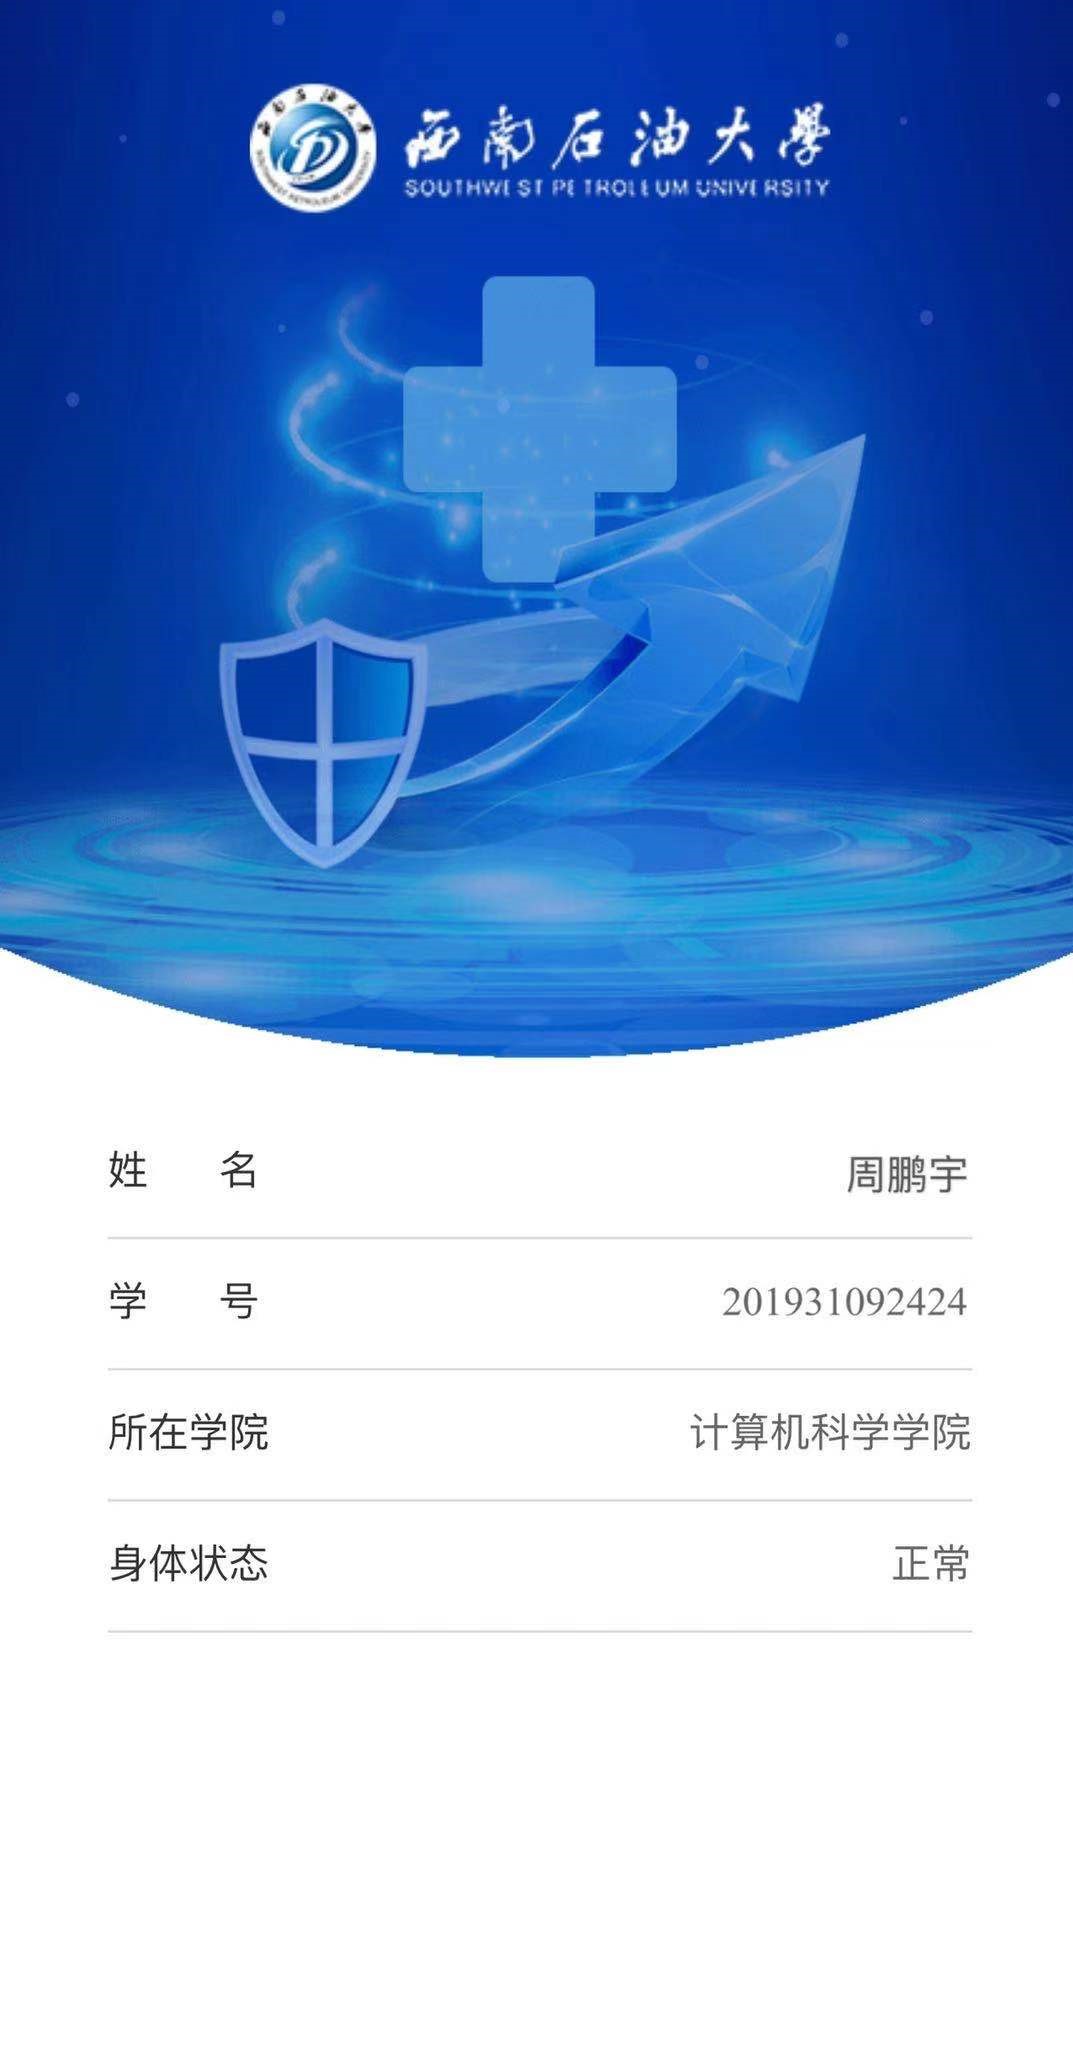 西南石油大學
SOUTHWEST PETROLEUM UNIVERSITY
姓 名 周鹏宇
学 号 201931092424
所在学院 计算机科学学院
身体状态 正常